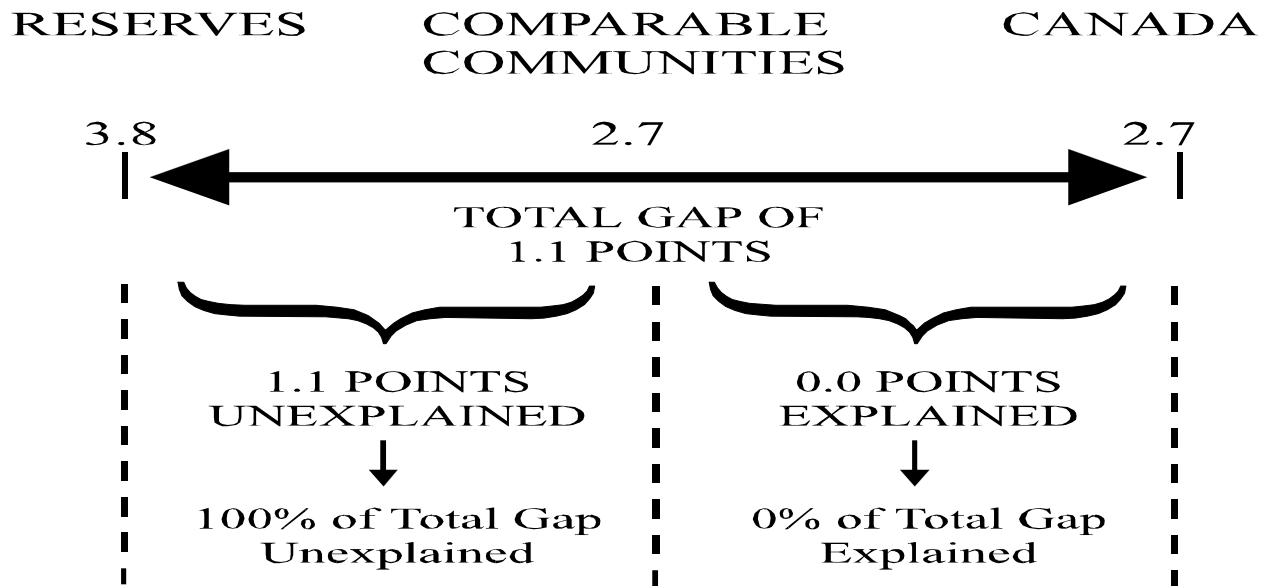 RESERVES
COMPARABLE
COMMUNITIES
CANADA
3.8
2.7
2.7
TOTAL GAP OF
1.1 POINTS
1.1 POINTS
UNEXPLAINED
0.0 POINTS
EXPLAINED
100% of Total Gap
Unexplained
0% of Total Gap
Explained